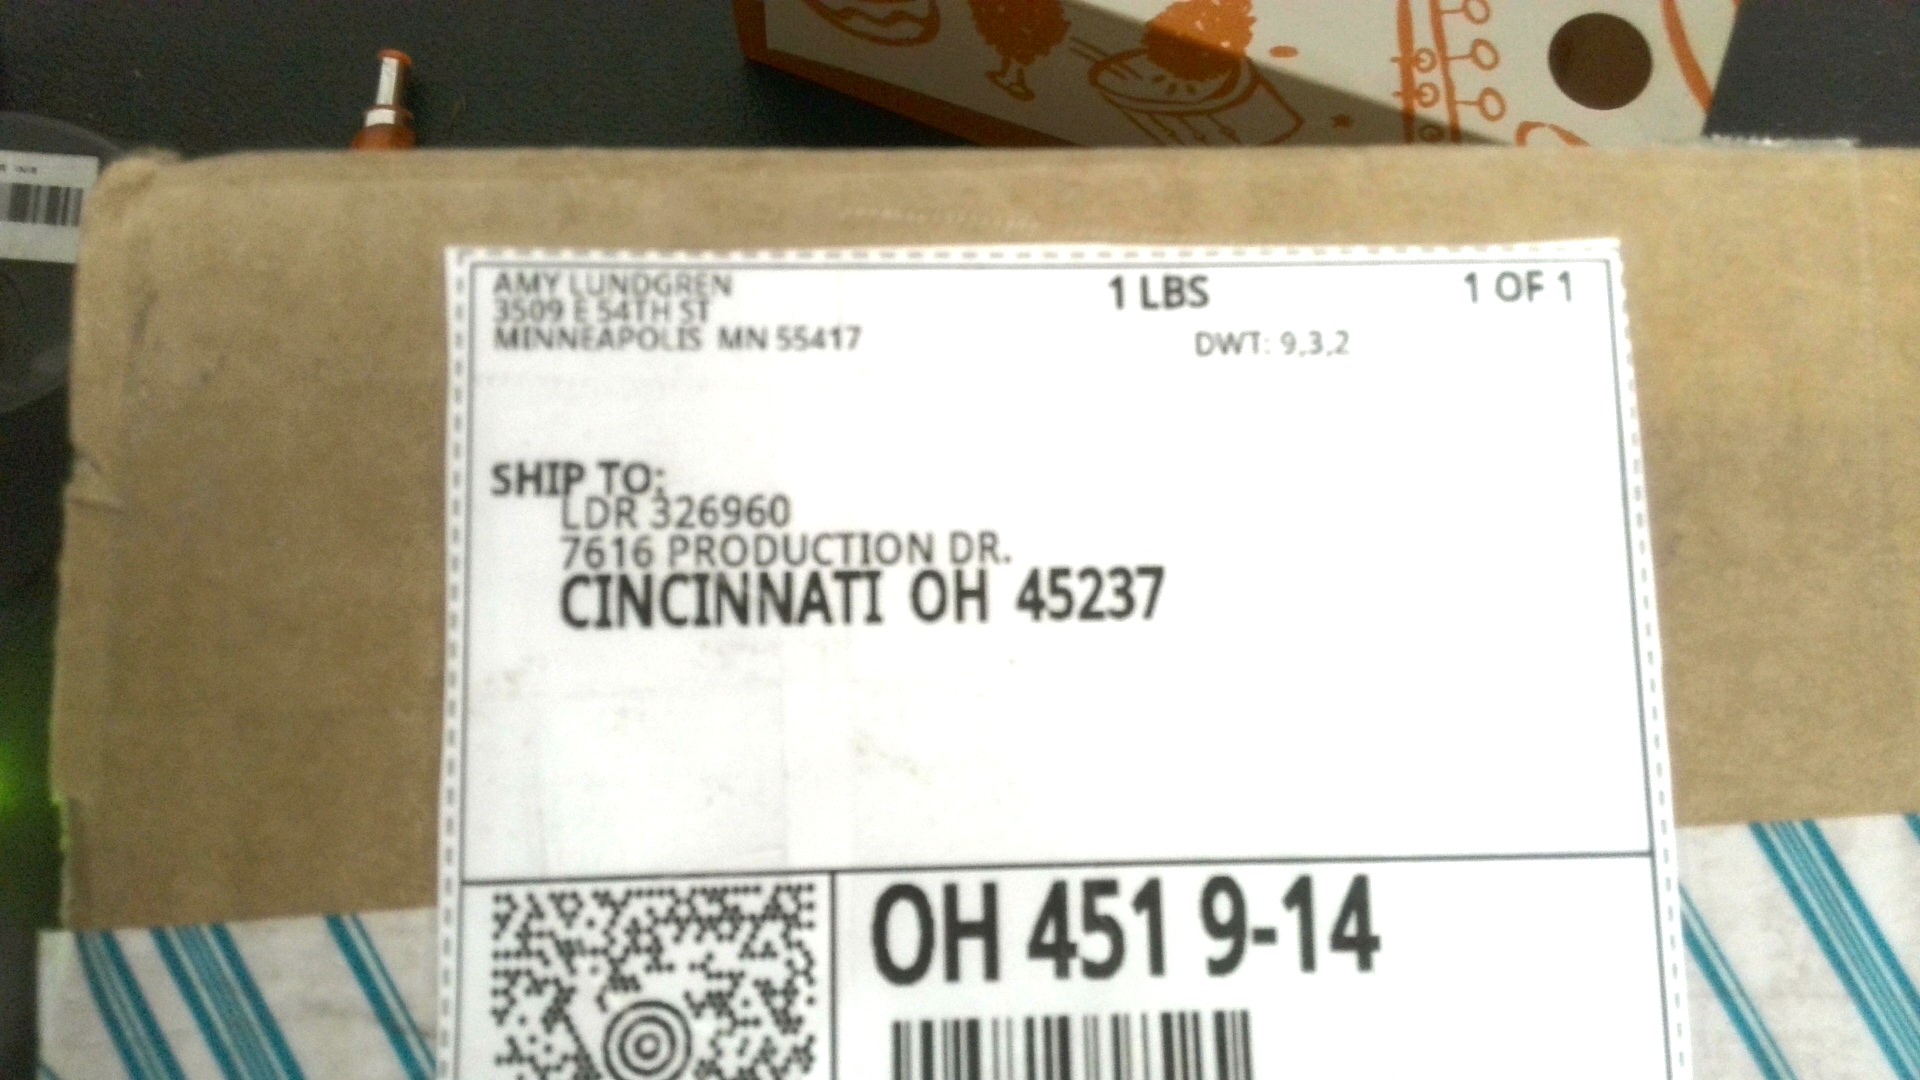 AMY LUNDGREN
3509 E 54TH ST
MINNEAPOLIS MN 55417
1 LBS
1 OF 1
DWT: 9,3,2
SHIP TO:
LDR 326960
7616 PRODUCTION DR.
CINCINNATI OH 45237
OH 451 9-14